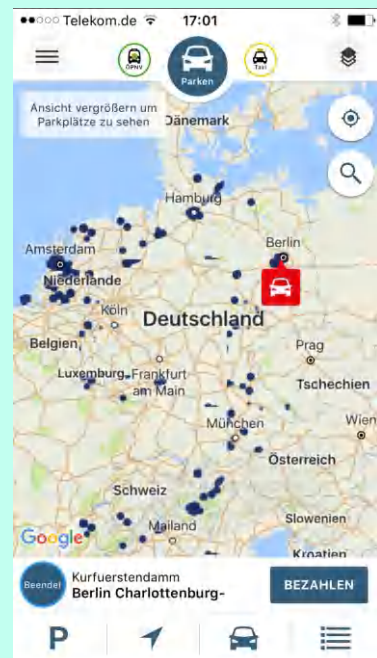 Telekom.de 17:01
ÖPNV
Parken
Taxi
Ansicht vergrößern um
Parkplätze zu sehen
Dänemark
Hamburg
Berlin
Amsterdam
Niederlande
Köln
Deutschland
Belgien
Prag
Luxemburg
Frankfurt
am Main
Tschechien
München
Wien
Österreich
Schweiz
Mailand
Slowenien
Google
Kroatien
Beendet
Kurfuerstendamm
Berlin Charlottenburg-
BEZAHLEN
P